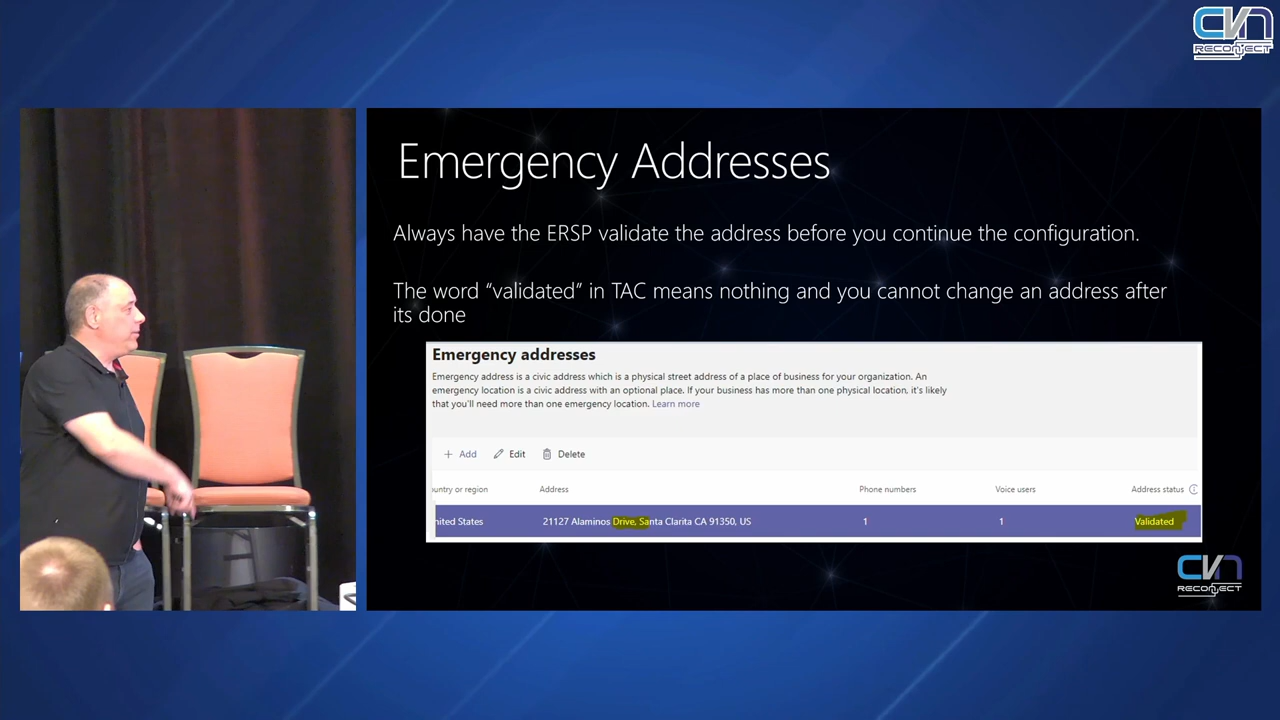 CVN
RECONJECT
Emergency Addresses
Always have the ERSP validate the address before you continue the configuration.
The word “validated” in TAC means nothing and you cannot change an address after
its done
Emergency addresses
Emergency address is a civic address which is a physical street address of a place of business for your organization. An
emergency location is a civic address with an optional place. If your business has more than one physical location, it's likely
that you'll need more than one emergency location. Learn more
+ Add Edit Delete
untry or region Address Phone numbers Voice users Address status
nited States 21127 Alaminos Drive, Santa Clarita CA 91350, US 1 1 Validated
CVN
RECONJECT